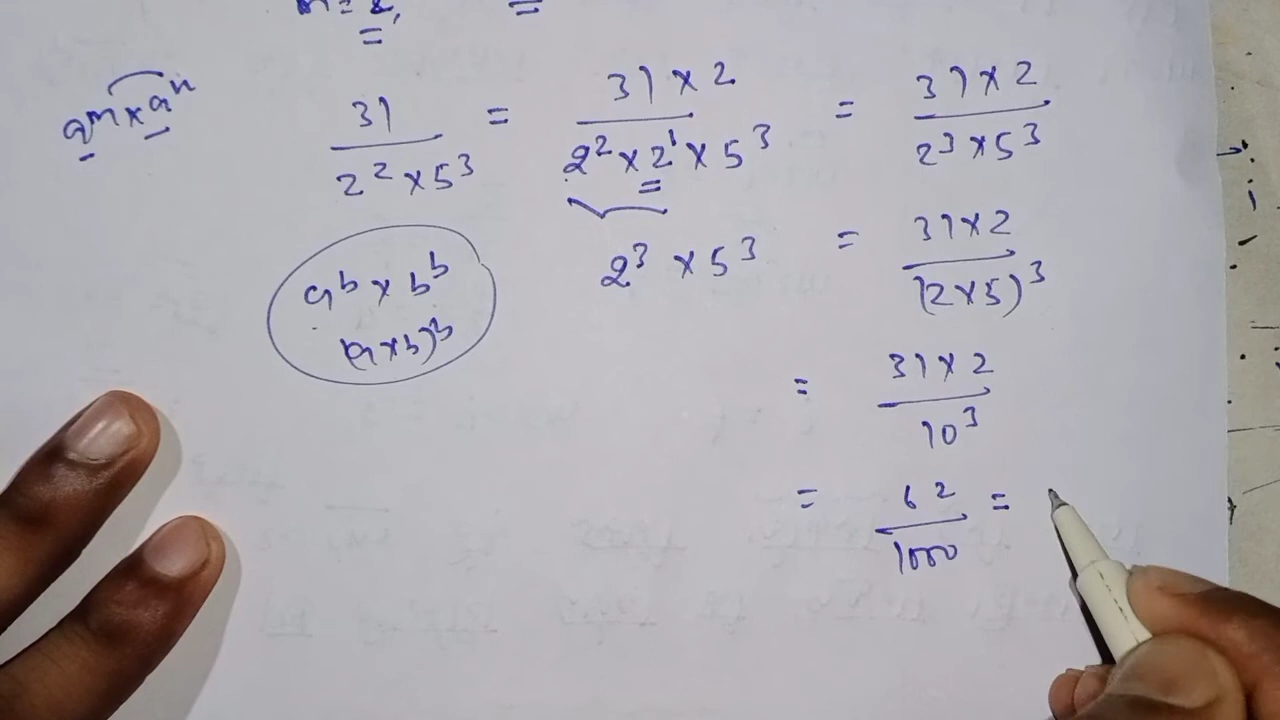 a^m × a^n
31/(2^2 × 5^3) = (31 × 2)/(2^2 × 2^1 × 5^3) = (31 × 2)/(2^3 × 5^3)
2^3 × 5^3 = (31 × 2)/(2 × 5)^3
a^b × b^b
(a × b)^b
= (31 × 2)/10^3
= 62/1000 =